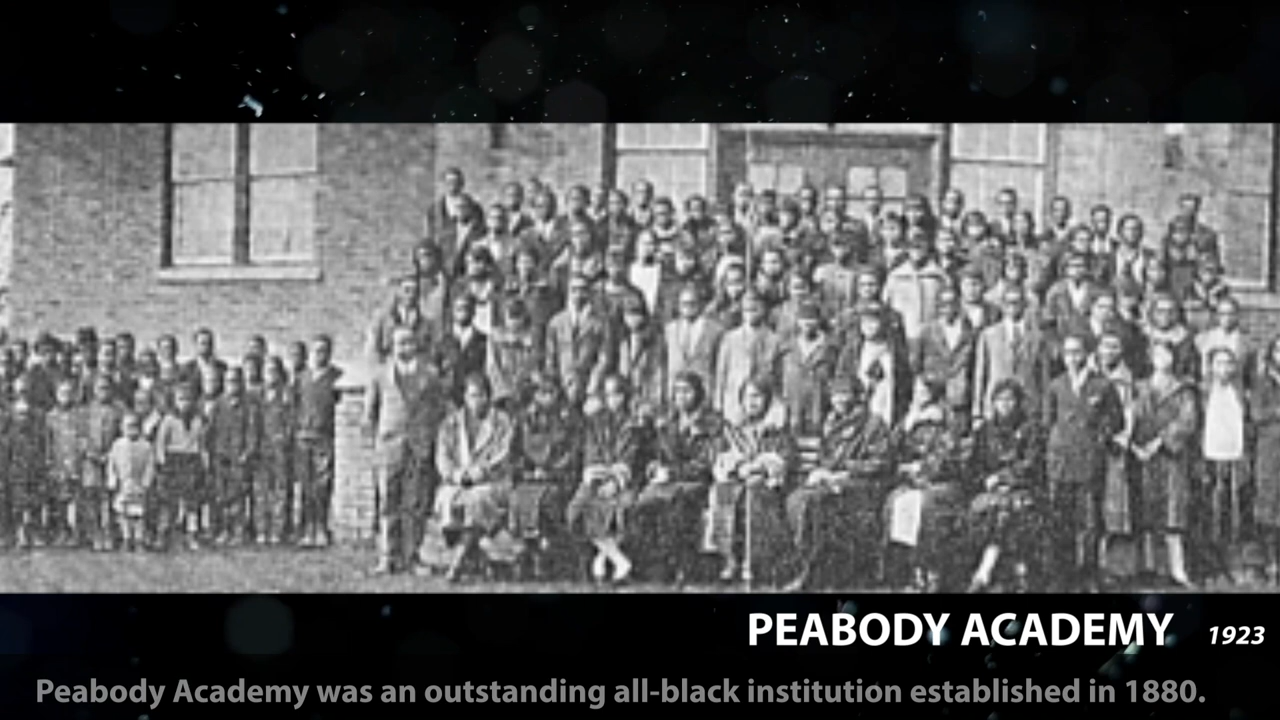 PEABODY ACADEMY 1923
Peabody Academy was an outstanding all-black institution established in 1880.